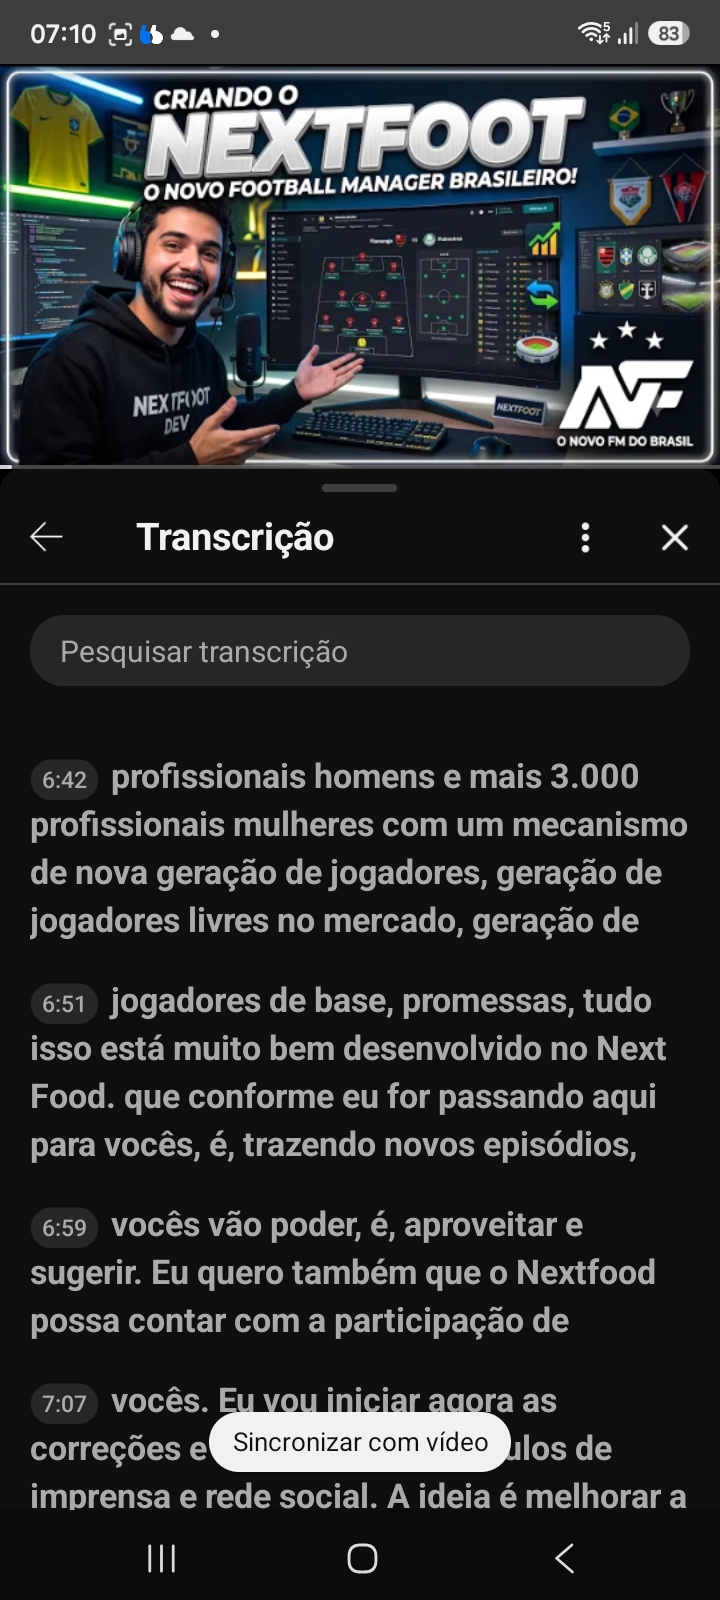 07:10
83
CRIANDO O
NEXTFOOT
O NOVO FOOTBALL MANAGER BRASILEIRO!
Flamengo
Palmeiras
NEXTFOOT
DEV
NEXTFOOT
NF
O NOVO FM DO BRASIL
Transcrição
Pesquisar transcrição
6:42 profissionais homens e mais 3.000
profissionais mulheres com um mecanismo
de nova geração de jogadores, geração de
jogadores livres no mercado, geração de
6:51 jogadores de base, promessas, tudo
isso está muito bem desenvolvido no Next
Food. que conforme eu for passando aqui
para vocês, é, trazendo novos episódios,
6:59 vocês vão poder, é, aproveitar e
sugerir. Eu quero também que o Nextfood
possa contar com a participação de
7:07 vocês. Eu vou iniciar agora as
correções e
Sincronizar com vídeo
de
imprensa e rede social. A ideia é melhorar a